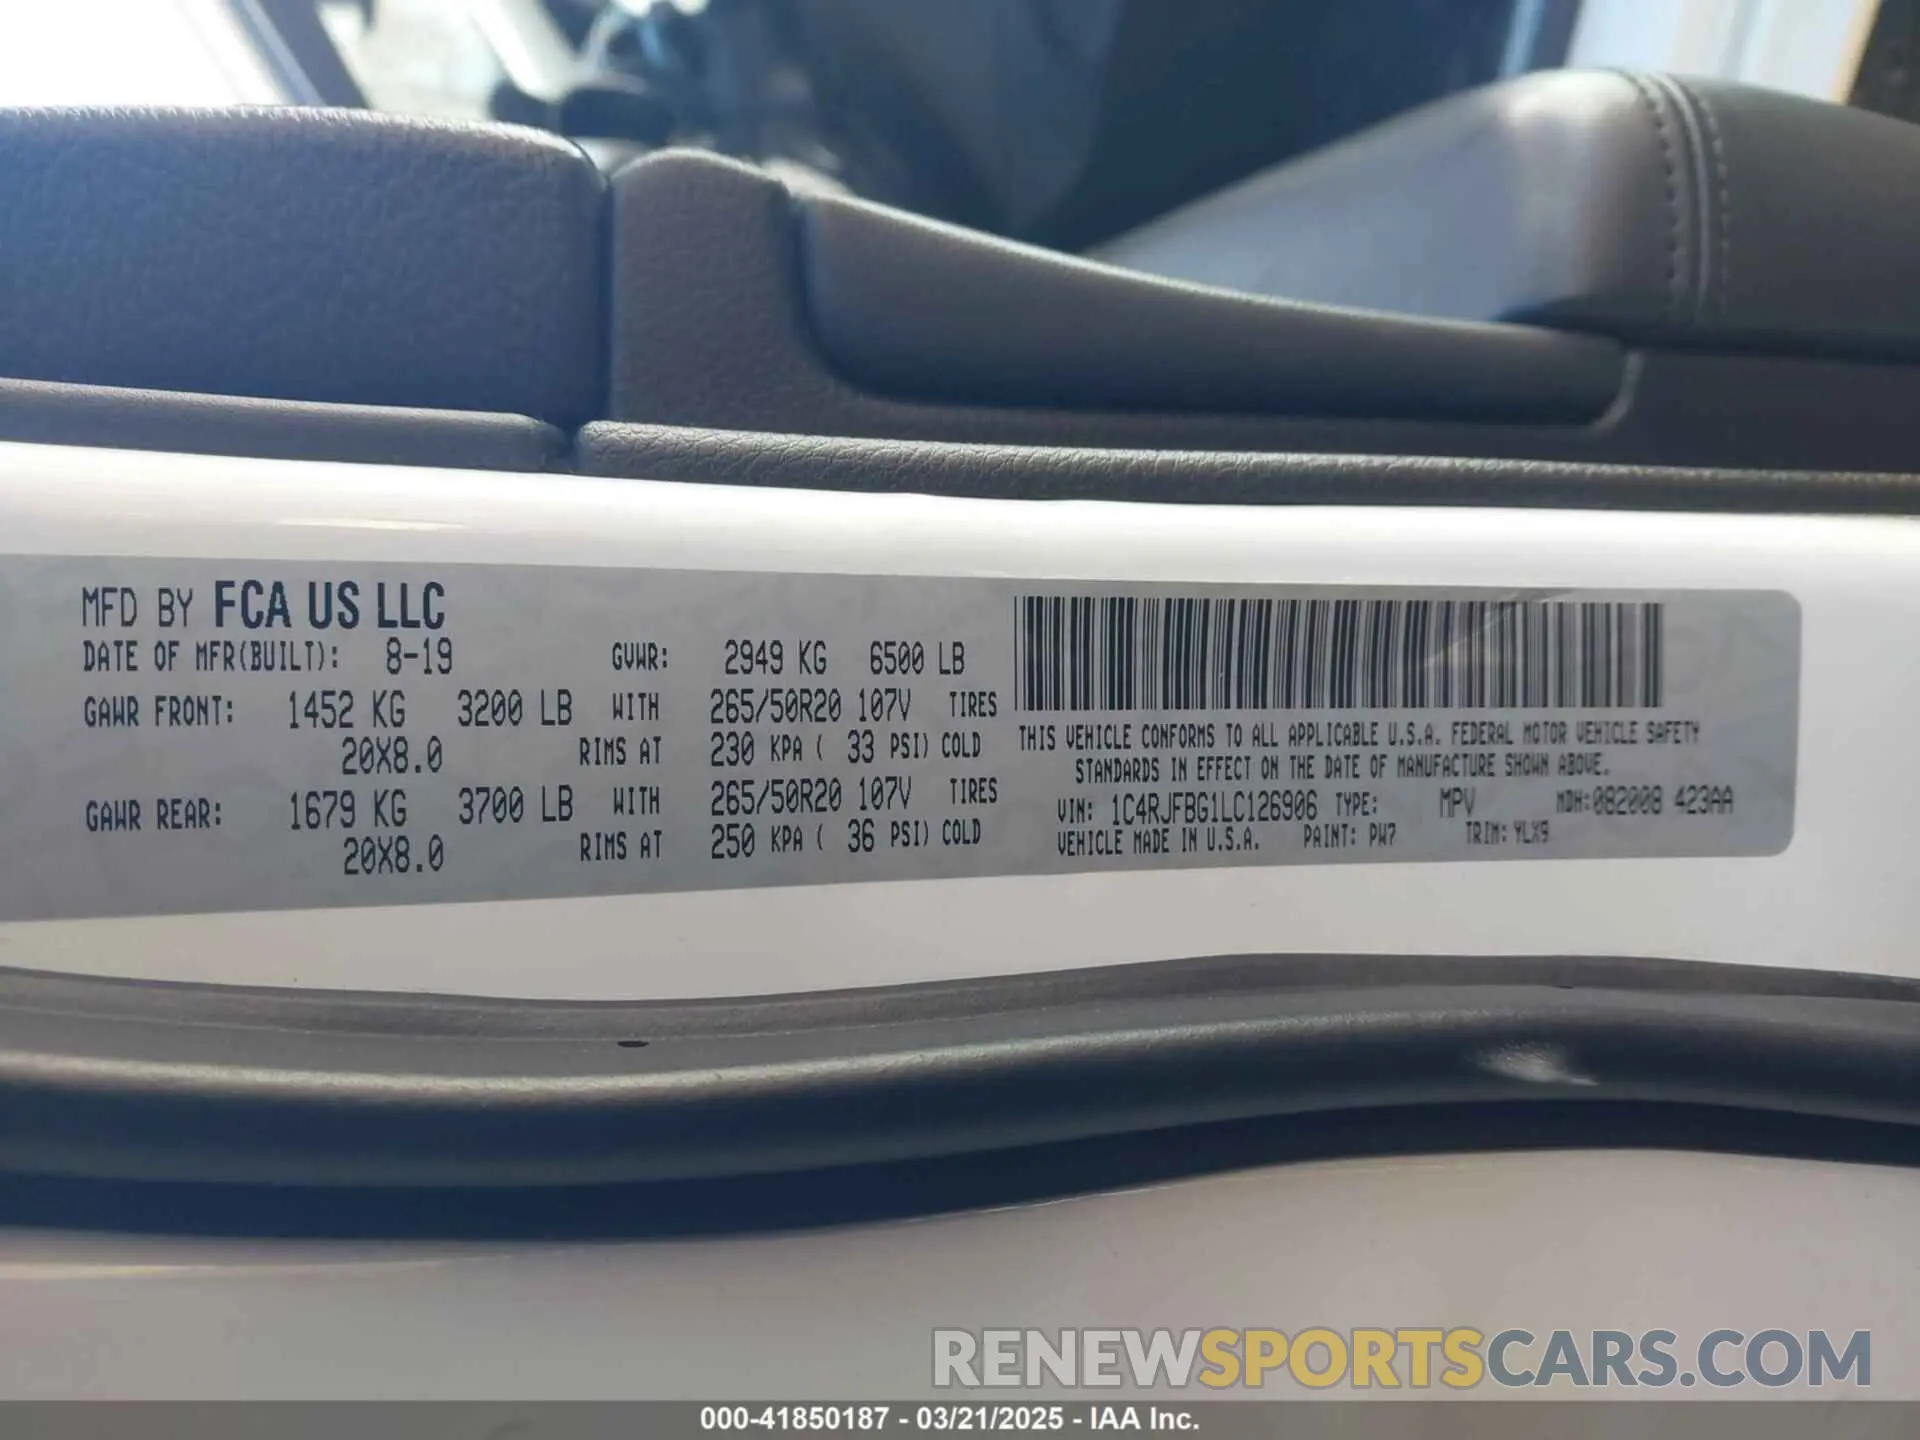 MFD BY FCA US LLC
DATE OF MFR(BUILT): 8-19 GVWR: 2949 KG 6500 LB
GAWR FRONT: 1452 KG 3200 LB WITH 265/50R20 107V TIRES
20X8.0 RIMS AT 230 KPA ( 33 PSI) COLD
GAWR REAR: 1679 KG 3700 LB WITH 265/50R20 107V TIRES
20X8.0 RIMS AT 250 KPA ( 36 PSI) COLD
THIS VEHICLE CONFORMS TO ALL APPLICABLE U.S.A. FEDERAL MOTOR VEHICLE SAFETY
STANDARDS IN EFFECT ON THE DATE OF MANUFACTURE SHOWN ABOVE.
VIN: 1C4RJFBG1LC126906 TYPE: MPV MDH:082008 423AA
VEHICLE MADE IN U.S.A. PAINT: PW7 TRIM: YLX9
RENEWSPORTSCARS.COM
000-41850187 - 03/21/2025 - IAA Inc.